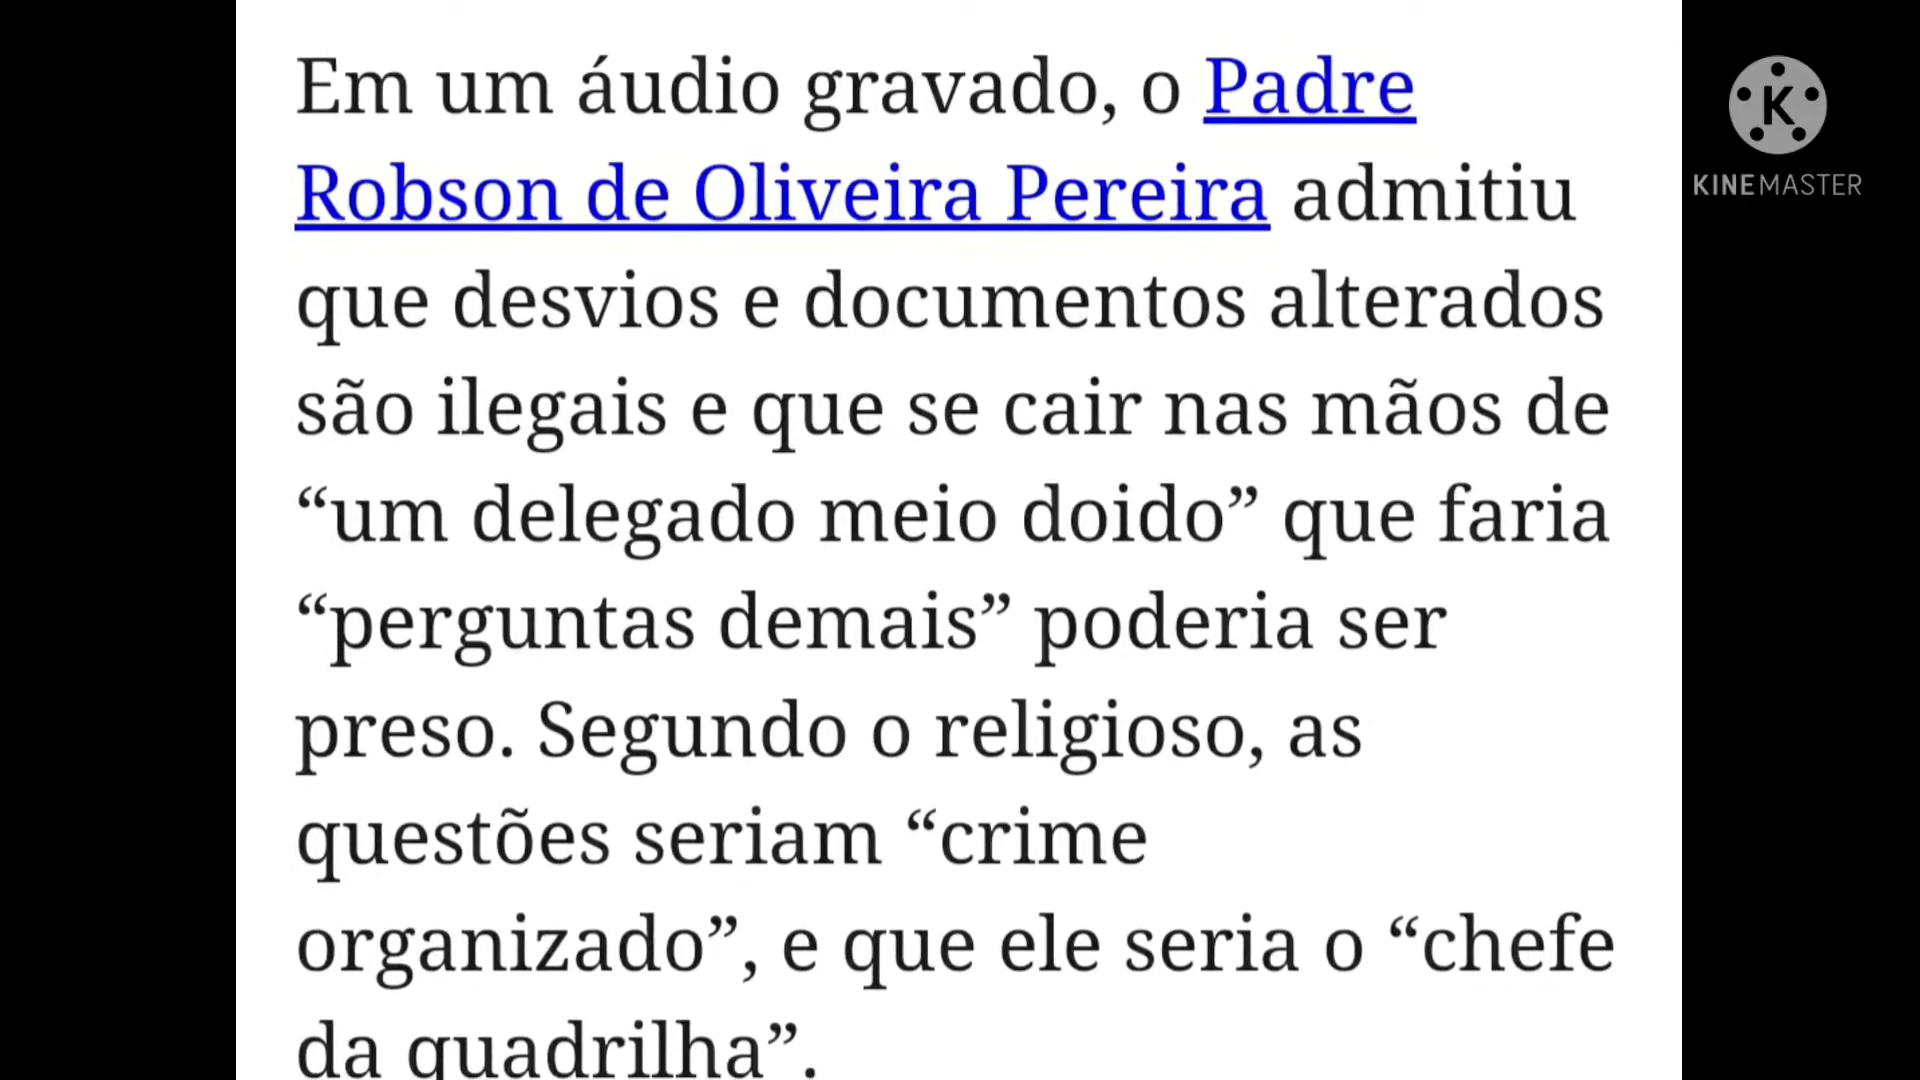 Em um áudio gravado, o Padre
Robson de Oliveira Pereira admitiu
que desvios e documentos alterados
são ilegais e que se cair nas mãos de
“um delegado meio doido” que faria
“perguntas demais” poderia ser
preso. Segundo o religioso, as
questões seriam “crime
organizado”, e que ele seria o “chefe
da quadrilha”.
K
KINEMASTER